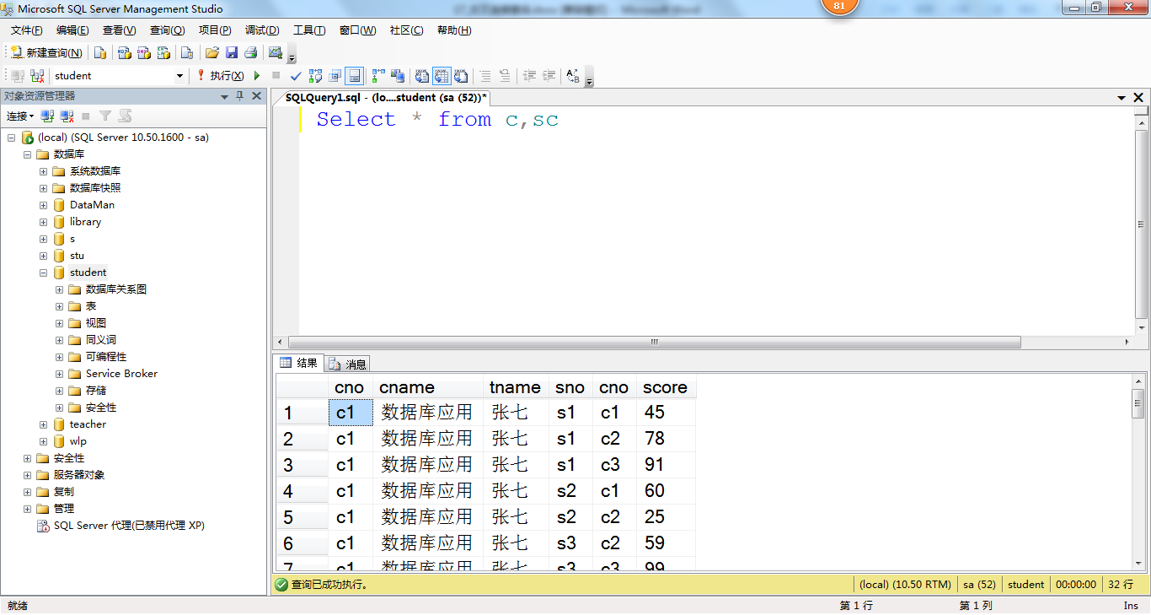 Microsoft SQL Server Management Studio
81
文件(F) 编辑(E) 查看(V) 查询(Q) 项目(P) 调试(D) 工具(T) 窗口(W) 社区(C) 帮助(H)
新建查询(N)
student 执行(X)
对象资源管理器
SQLQuery1.sql - (lo....student (sa (52))*
连接
Select * from c,sc
(local) (SQL Server 10.50.1600 - sa)
数据库
系统数据库
数据库快照
DataMan
library
s
stu
student
数据库关系图
表
视图
同义词
可编程性
Service Broker
存储
安全性
teacher
wlp
安全性
服务器对象
复制
管理
SQL Server 代理(已禁用代理 XP)
结果 消息
cno cname tname sno cno score
1 c1 数据库应用 张七 s1 c1 45
2 c1 数据库应用 张七 s1 c2 78
3 c1 数据库应用 张七 s1 c3 91
4 c1 数据库应用 张七 s2 c1 60
5 c1 数据库应用 张七 s2 c2 25
6 c1 数据库应用 张七 s3 c2 59
7 c1 数据库应用 张七 s3 c3 99
查询已成功执行。 (local) (10.50 RTM) sa (52) student 00:00:00 32 行
就绪 第 1 行 第 1 列 Ins